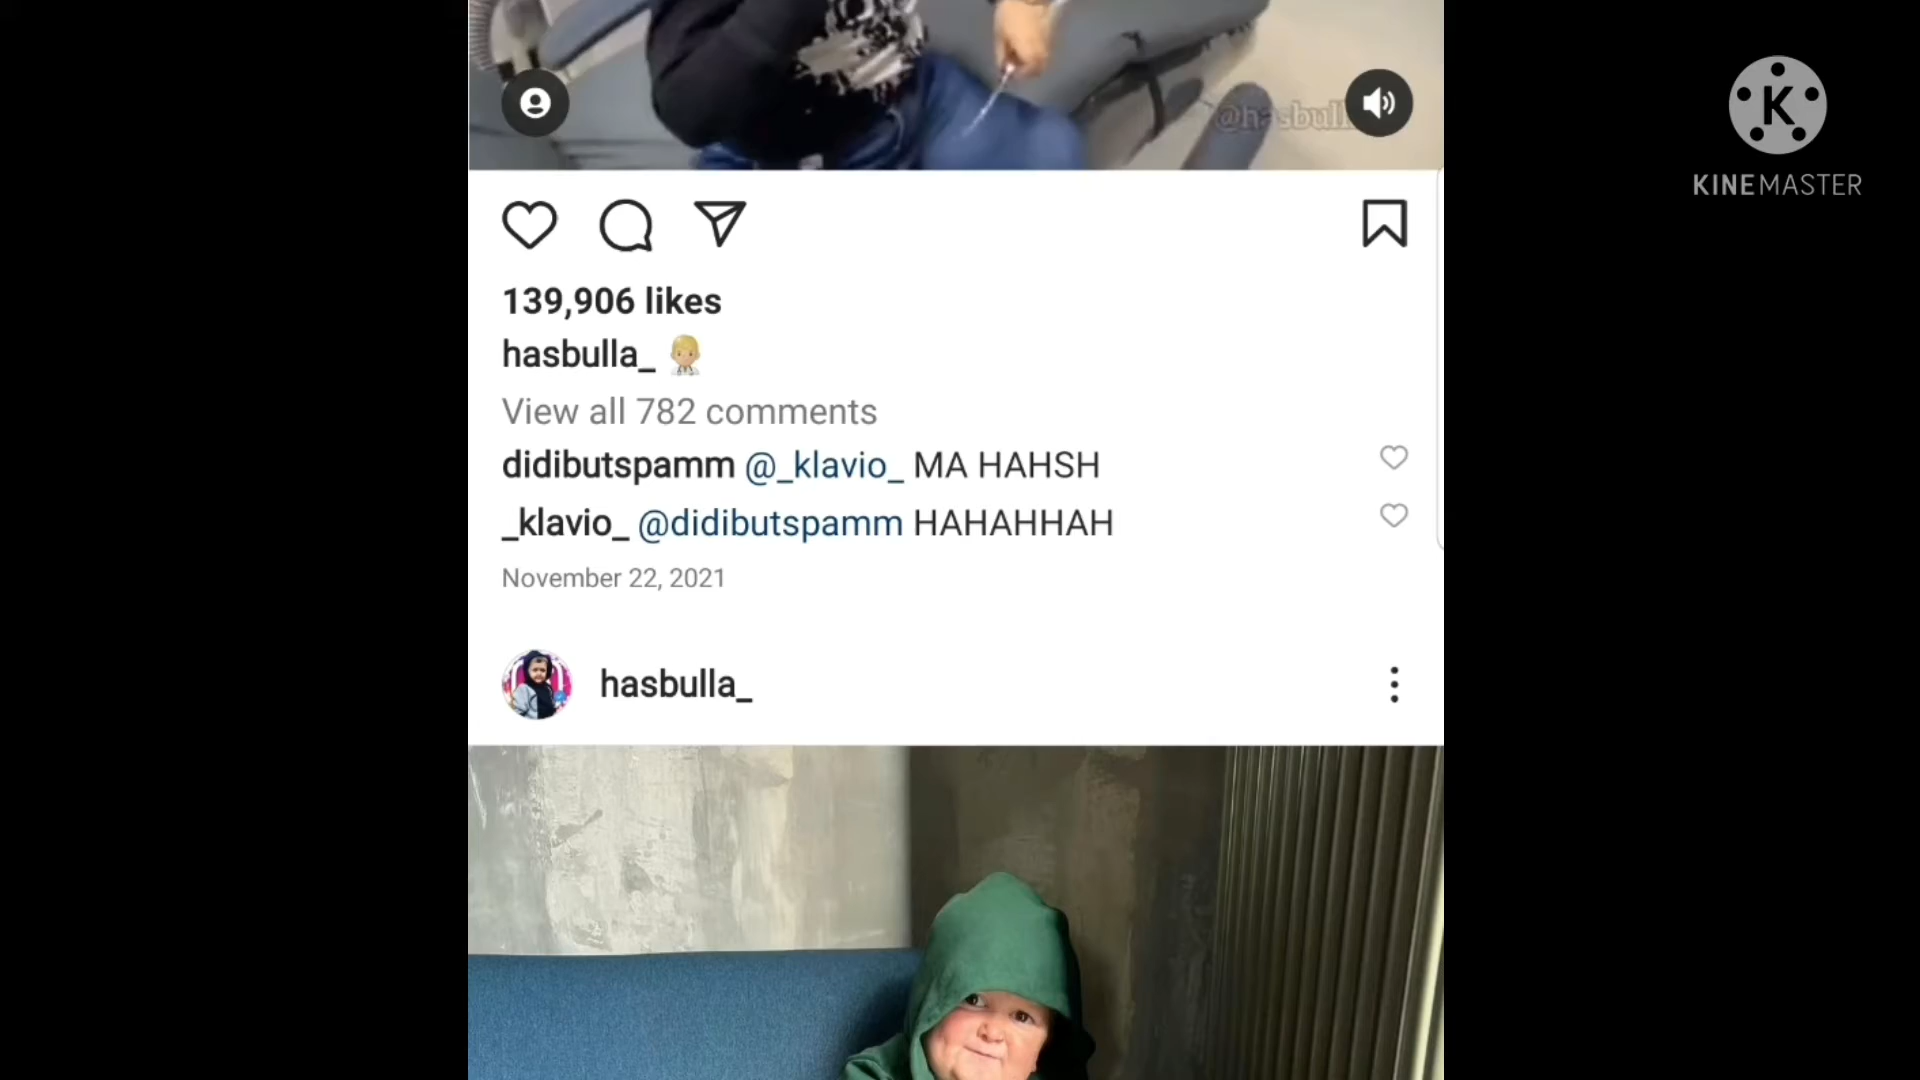 @hasbull
K
KINEMASTER
139,906 likes
hasbulla_
View all 782 comments
didibutspamm @_klavio_ MA HAHSH
_klavio_ @didibutspamm HAHAHHAH
November 22, 2021
hasbulla_